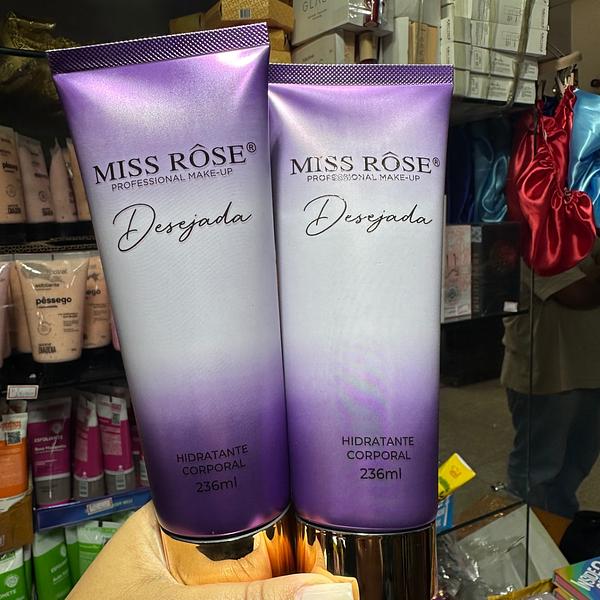 MISS RÔSE®
PROFESSIONAL MAKE-UP
Desejada
HIDRATANTE
CORPORAL
236ml
MISS RÔSE®
PROFESSIONAL MAKE-UP
Desejada
HIDRATANTE
CORPORAL
236ml
esfoliante
pêssego